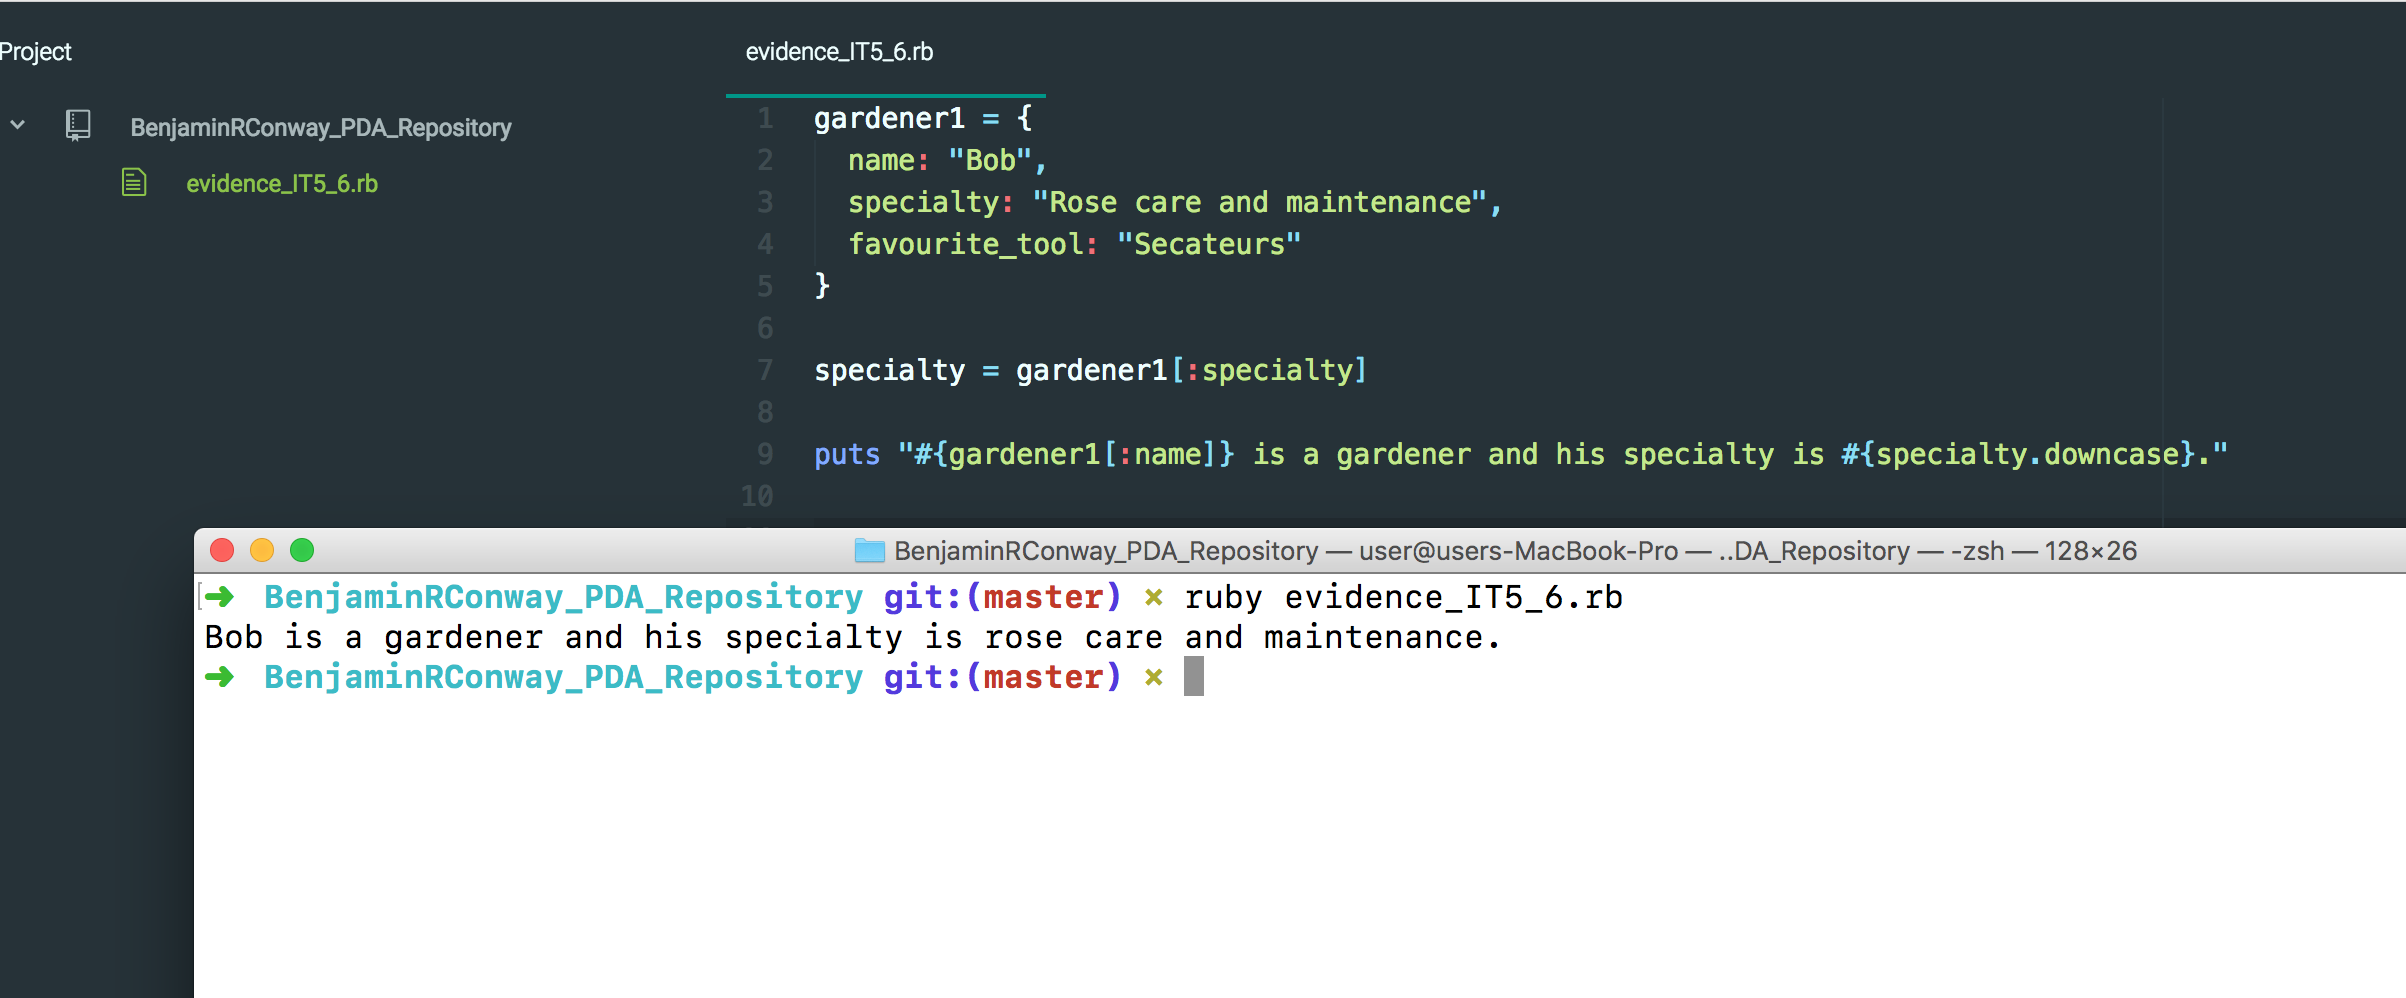 Project
BenjaminRConway_PDA_Repository
evidence_IT5_6.rb
evidence_IT5_6.rb
1 gardener1 = {
2   name: "Bob",
3   specialty: "Rose care and maintenance",
4   favourite_tool: "Secateurs"
5 }
6
7 specialty = gardener1[:specialty]
8
9 puts "#{gardener1[:name]} is a gardener and his specialty is #{specialty.downcase}."
10
BenjaminRConway_PDA_Repository — user@users-MacBook-Pro — ..DA_Repository — -zsh — 128×26
➜ BenjaminRConway_PDA_Repository git:(master) × ruby evidence_IT5_6.rb
Bob is a gardener and his specialty is rose care and maintenance.
➜ BenjaminRConway_PDA_Repository git:(master) ×